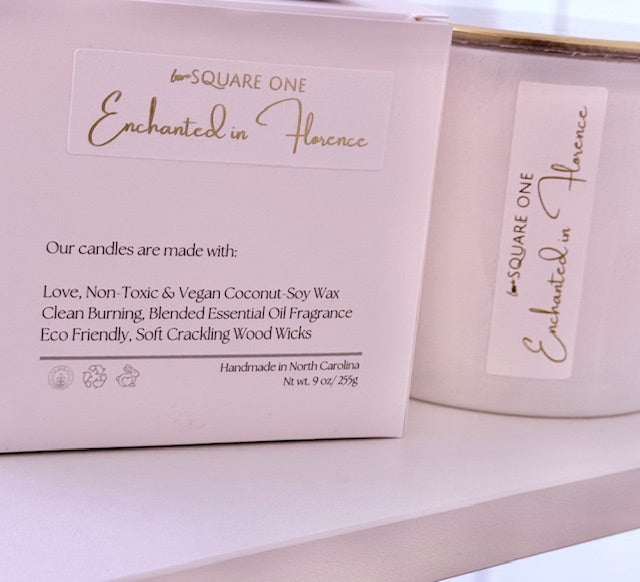 SQUARE ONE
Enchanted in Florence
Our candles are made with:
Love, Non-Toxic & Vegan Coconut-Soy Wax
Clean Burning, Blended Essential Oil Fragrance
Eco Friendly, Soft Crackling Wood Wicks
Handmade in North Carolina
Nt wt. 9 oz/ 255g
SQUARE ONE
Enchanted in Florence